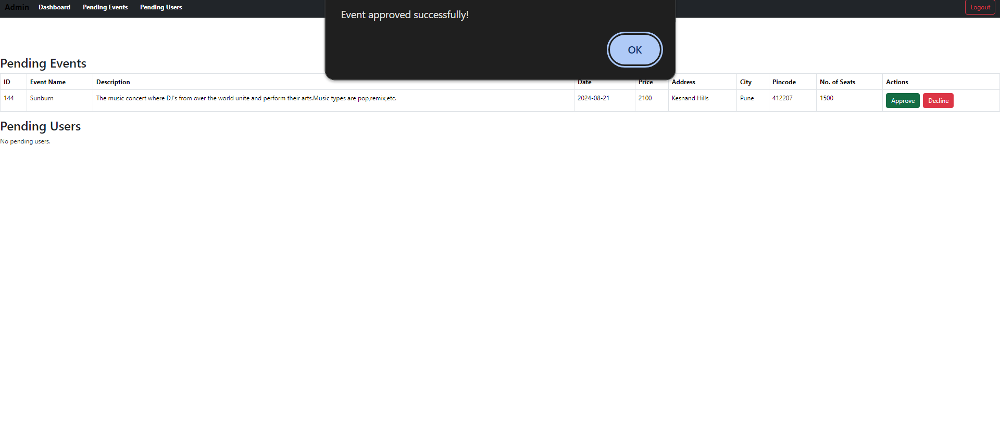 Admin Dashboard Pending Events Pending Users Logout
Event approved successfully!
OK
Pending Events
ID Event Name Description Date Price Address City Pincode No. of Seats Actions
144 Sunburn The music concert where DJ's from over the world unite and perform their arts.Music types are pop,remix,etc. 2024-08-21 2100 Kesnand Hills Pune 412207 1500 Approve Decline
Pending Users
No pending users.